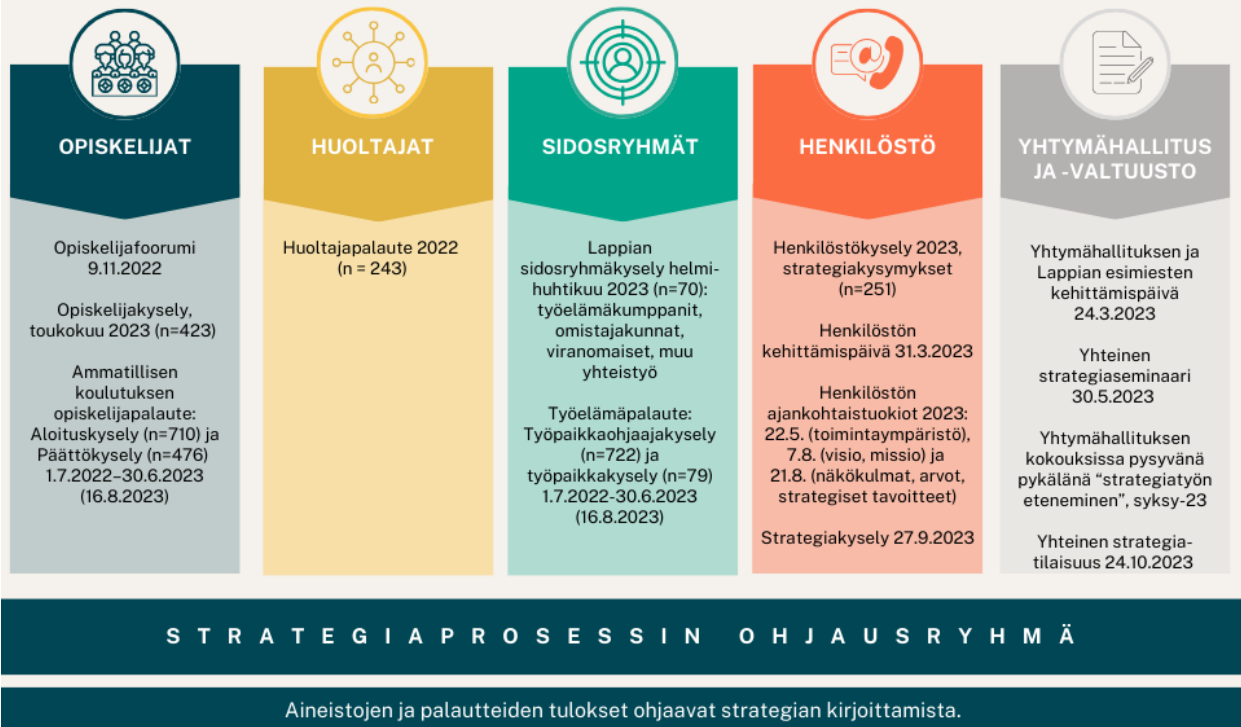 OPISKELIJAT
Opiskelijafoorumi
9.11.2022
Opiskelijakysely,
toukokuu 2023 (n=423)
Ammatillisen
koulutuksen
opiskelijapalaute:
Aloituskysely (n=710) ja
Päättökysely (n=476)
1.7.2022–30.6.2023
(16.8.2023)
HUOLTAJAT
Huoltajapalaute 2022
(n = 243)
SIDOSRYHMÄT
Lappian
sidosryhmäkysely helmi-
huhtikuu 2023 (n=70):
työelämäkumppanit,
omistajakunnat,
viranomaiset, muu
yhteistyö
Työelämäpalaute:
Työpaikkaohjaajakysely
(n=722) ja
työpaikkakysely (n=79)
1.7.2022-30.6.2023
(16.8.2023)
HENKILÖSTÖ
Henkilöstökysely 2023,
strategiakysymykset
(n=251)
Henkilöstön
kehittämispäivä 31.3.2023
Henkilöstön
ajankohtaistuokiot 2023:
22.5. (toimintaympäristö),
7.8. (visio, missio) ja
21.8. (näkökulmat, arvot,
strategiset tavoitteet)
Strategiakysely 27.9.2023
YHTYMÄHALLITUS
JA -VALTUUSTO
Yhtymähallituksen ja
Lappian esimiesten
kehittämispäivä
24.3.2023
Yhteinen
strategiaseminaari
30.5.2023
Yhtymähallituksen
kokouksissa pysyvänä
pykälänä “strategiatyön
eteneminen”, syksy-23
Yhteinen strategia-
tilaisuus 24.10.2023
STRATEGIAPROSESSIN OHJAUSRYHMÄ
Aineistojen ja palautteiden tulokset ohjaavat strategian kirjoittamista.